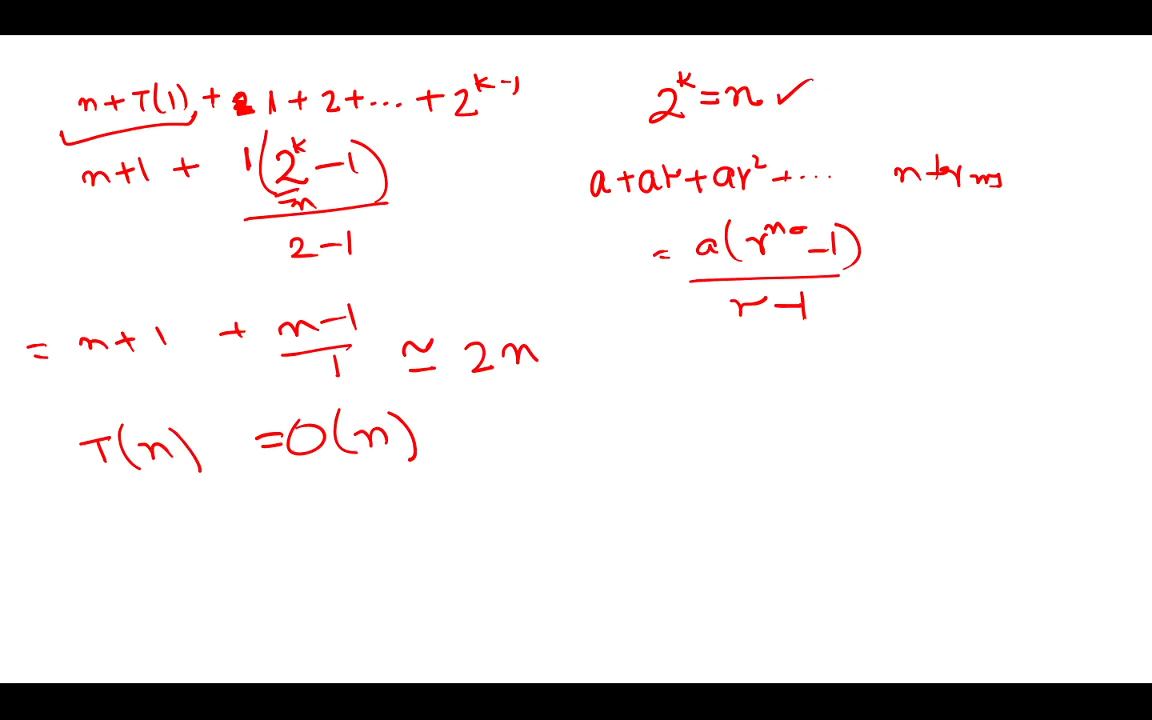 n + T(1) + 1 + 2 + ... + 2^{k-1}
n+1 + 1(2^k - 1)
=n
2-1
= n+1 + n-1
1
≃ 2n
T(n) = O(n)
2^k = n ✓
a + ar + ar^2 + ... n terms
= a(r^n - 1)
r-1